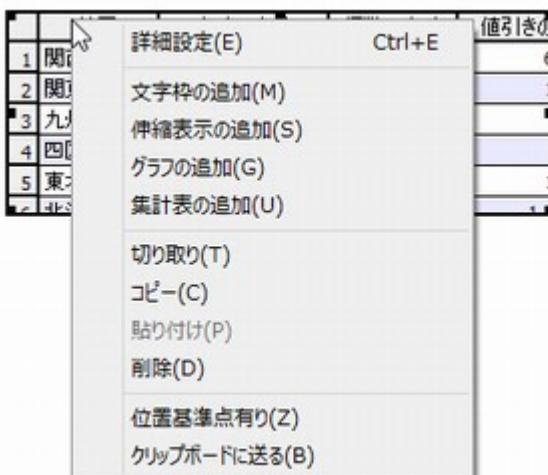 値引きの
詳細設定(E) Ctrl+E
1 関
2 関
文字枠の追加(M)
3 九
伸縮表示の追加(S)
4 四
グラフの追加(G)
5 東
集計表の追加(U)
切り取り(T)
コピー(C)
貼り付け(P)
削除(D)
位置基準点有り(Z)
クリップボードに送る(B)